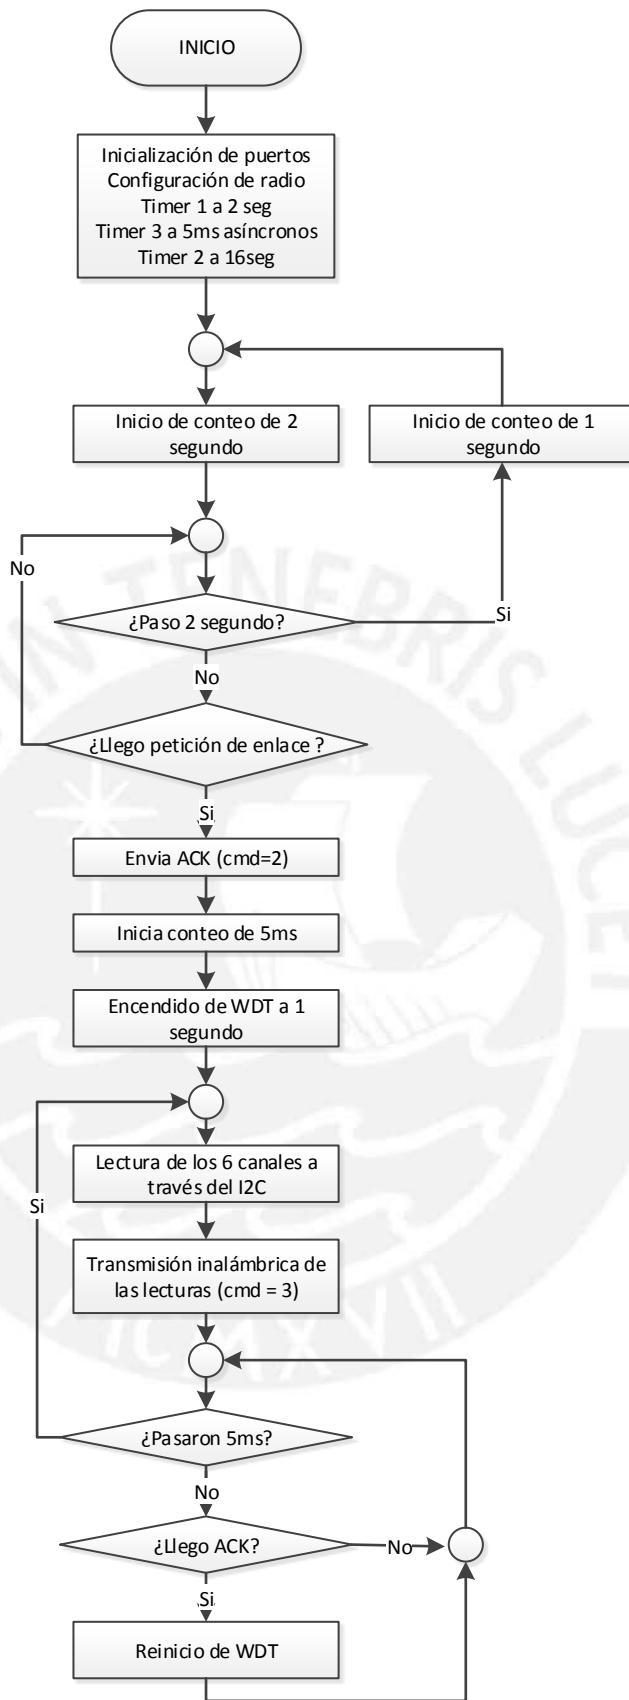 INICIO
Inicialización de puertos
Configuración de radio
Timer 1 a 2 seg
Timer 3 a 5ms asíncronos
Timer 2 a 16seg
Inicio de conteo de 2
segundo
Inicio de conteo de 1
segundo
No
¿Paso 2 segundo?
Si
No
¿Llego petición de enlace ?
Si
Envia ACK (cmd=2)
Inicia conteo de 5ms
Encendido de WDT a 1
segundo
Lectura de los 6 canales a
través del I2C
Si
Transmisión inalámbrica de
las lecturas (cmd = 3)
¿Pasaron 5ms?
No
¿Llego ACK?
No
Si
Reinicio de WDT
IN TENEBRIS LUCET
MCMXVII